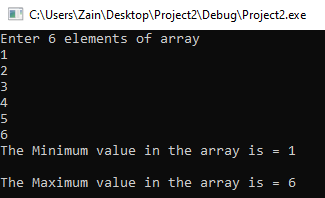 C:\Users\Zain\Desktop\Project2\Debug\Project2.exe
Enter 6 elements of array
1
2
3
4
5
6
The Minimum value in the array is = 1
The Maximum value in the array is = 6